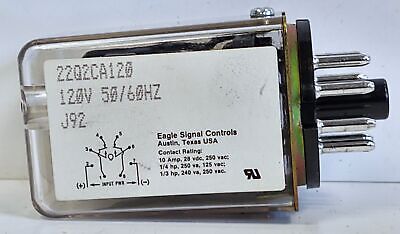 22Q2CA120
120V 50/60HZ
J92
Eagle Signal Controls
Austin, Texas USA
Contact Rating:
10 Amp, 28 vdc, 250 vac;
1/4 hp, 250 va, 125 vac;
1/3 hp, 240 va, 250 vac.
(+) INPUT PWR (-)